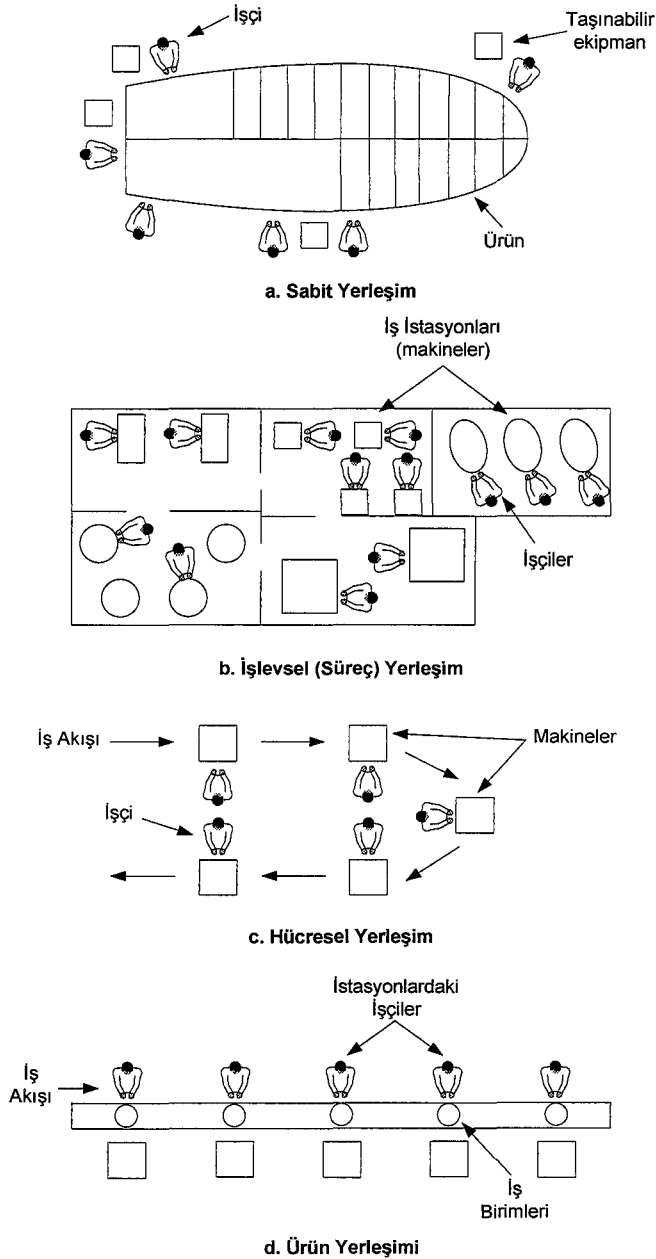 İşçi
Taşınabilir
ekipman
Ürün
a. Sabit Yerleşim
İş İstasyonları
(makineler)
İşçiler
b. İşlevsel (Süreç) Yerleşim
İş Akışı
Makineler
İşçi
c. Hücresel Yerleşim
İstasyonlardaki
İşçiler
İş
Akışı
İş
Birimleri
d. Ürün Yerleşimi